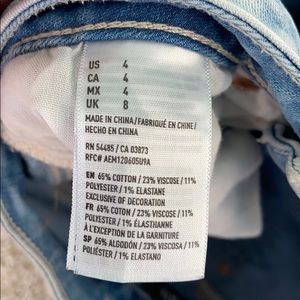 US 4
CA 4
MX 4
UK 8
MADE IN CHINA/FABRIQUÉ EN CHINE/
HECHO EN CHINA
RN 54485 / CA 03873
RFC# AEM120605U9A
EN 65% COTTON / 23% VISCOSE / 11%
POLYESTER / 1% ELASTANE
EXCLUSIVE OF DECORATION
FR 65% COTON / 23% VISCOSE / 11%
POLYESTER / 1% ÉLASTHANNE
À L'EXCEPTION DE LA GARNITURE
SP 65% ALGODÓN / 23% VISCOSA / 11%
POLIÉSTER / 1% ELASTANO